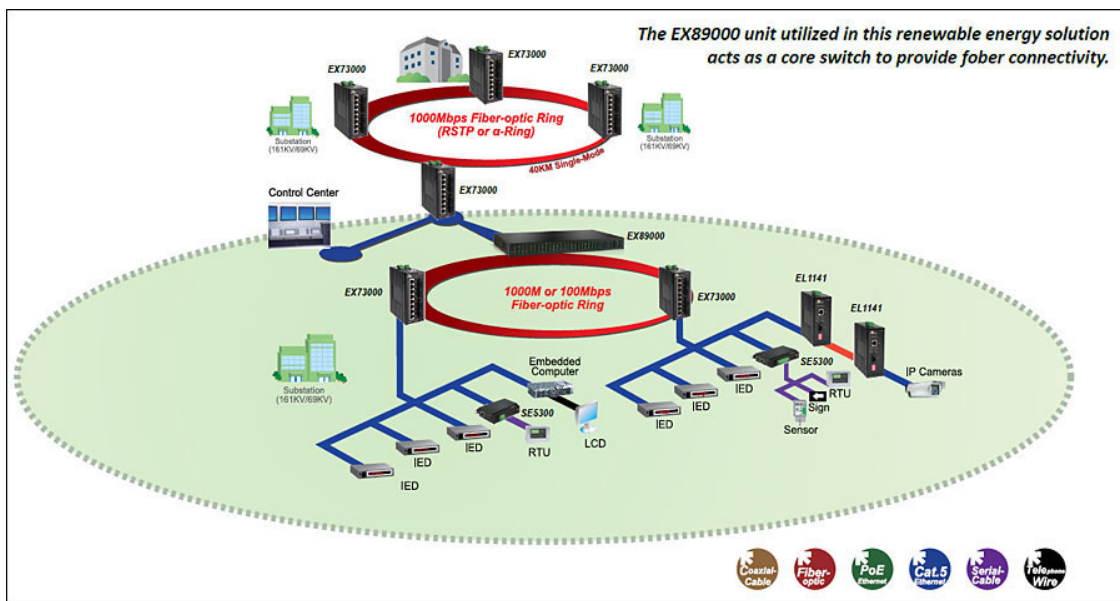 The EX89000 unit utilized in this renewable energy solution
acts as a core switch to provide fober connectivity.
EX73000
EX73000
EX73000
1000Mbps Fiber-optic Ring
(RSTP or α-Ring)
Substation
(161KV/69KV)
Substation
(161KV/69KV)
40KM Single-Mode
EX73000
Control Center
EX89000
EX73000
1000M or 100Mbps
Fiber-optic Ring
EX73000
EL1141
EL1141
SE5300
IP Cameras
RTU
Sign
Sensor
IED
IED
IED
Substation
(161KV/69KV)
Embedded
Computer
SE5300
LCD
RTU
IED
IED
IED
Coaxial-
Cable
Fiber-
optic
PoE
Ethernet
Cat.5
Ethernet
Serial-
Cable
Telephone
Wire